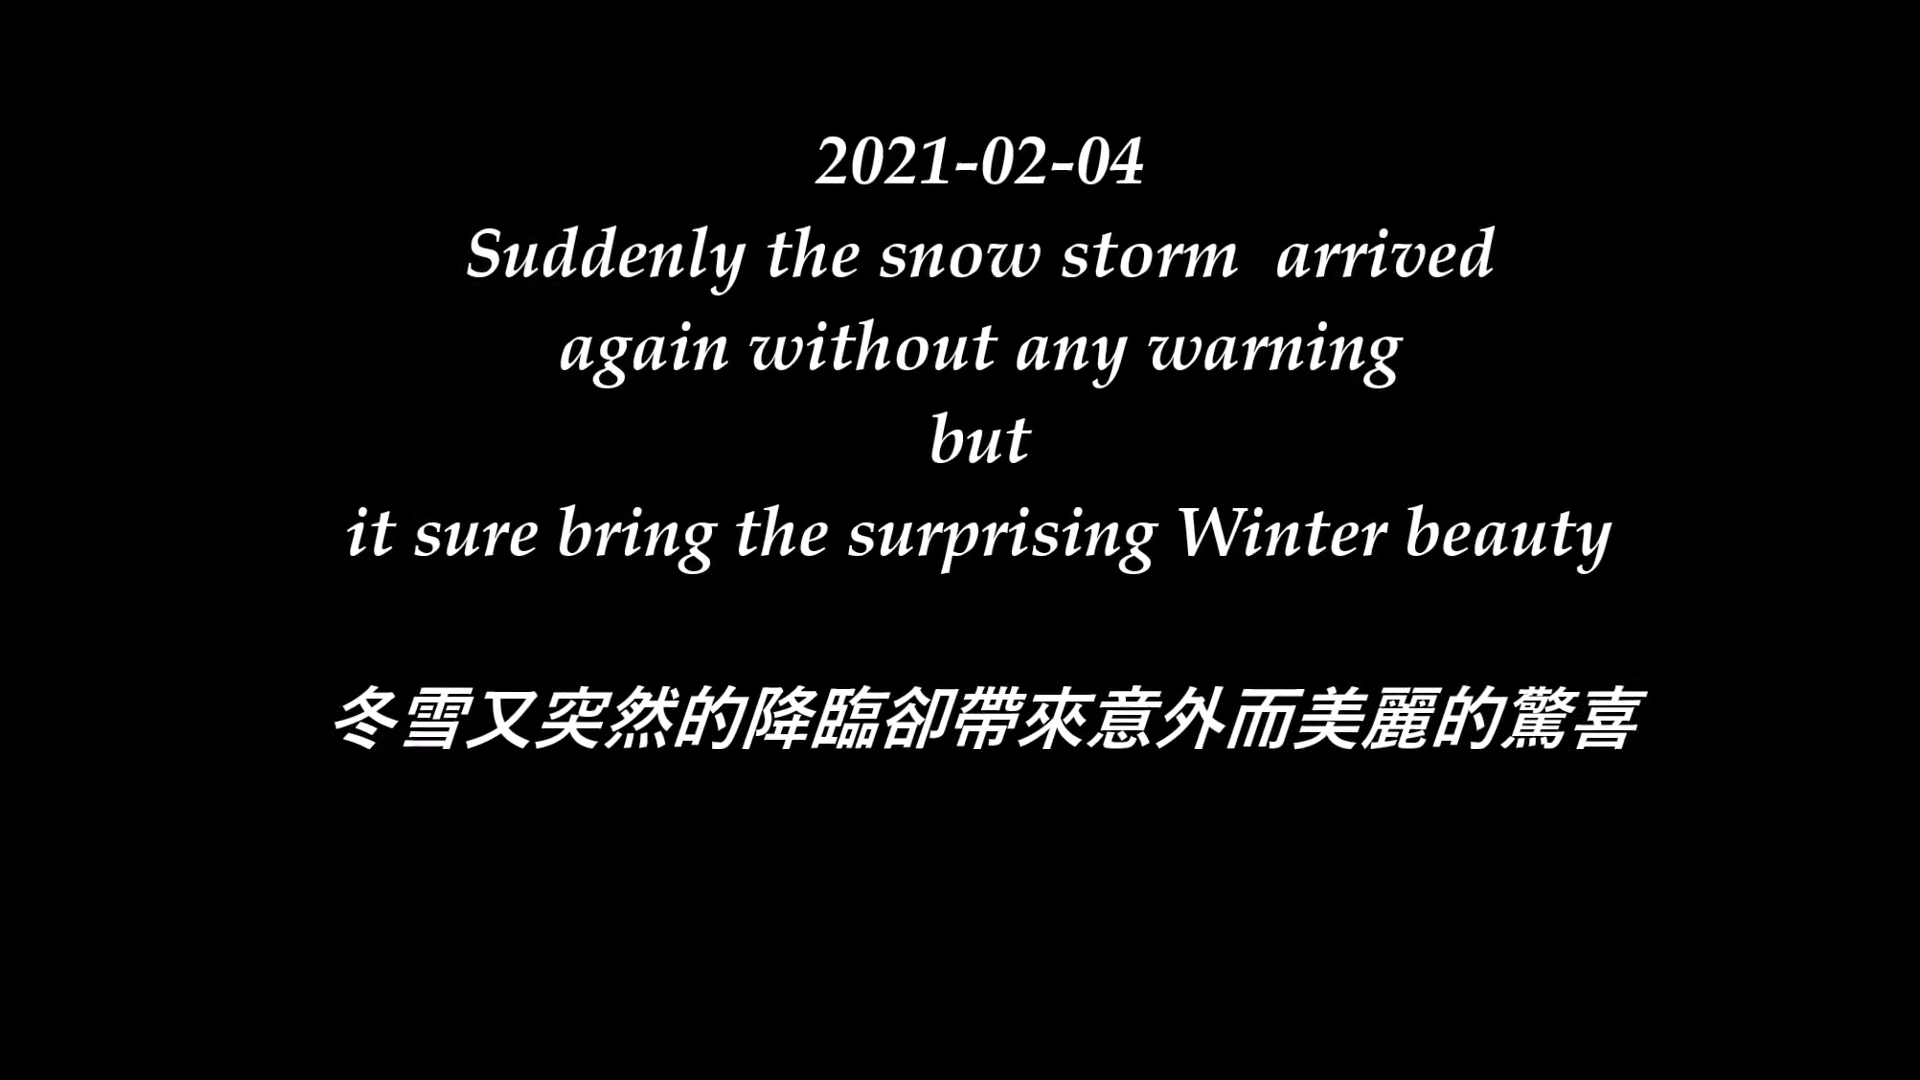 2021-02-04
Suddenly the snow storm  arrived
again without any warning
but
it sure bring the surprising Winter beauty
冬雪又突然的降臨卻帶來意外而美麗的驚喜